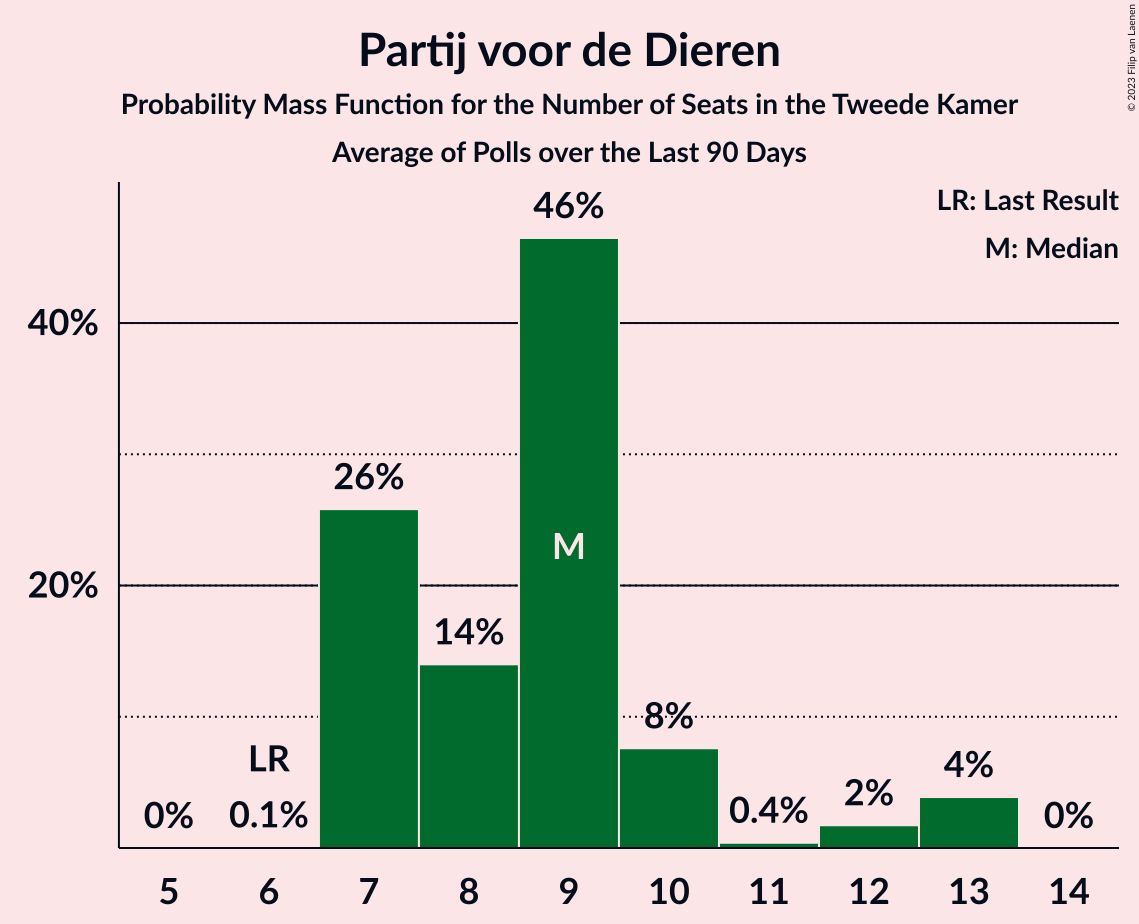 Partij voor de Dieren
Probability Mass Function for the Number of Seats in the Tweede Kamer
Average of Polls over the Last 90 Days
© 2023 Filip van Laenen
LR: Last Result
M: Median
46%
40%
26%
M
20%
14%
8%
LR
4%
2%
0%
0.1%
0.4%
0%
5 6 7 8 9 10 11 12 13 14